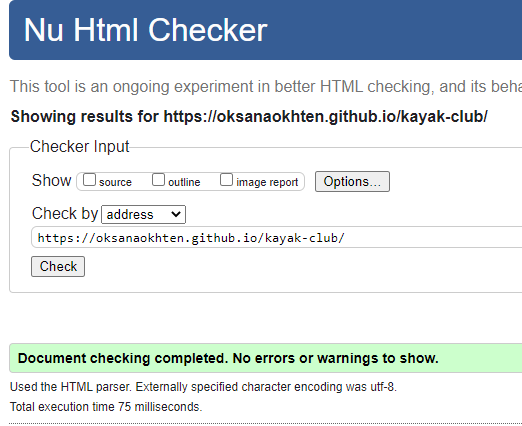 Nu Html Checker
This tool is an ongoing experiment in better HTML checking, and its beha
Showing results for https://oksanaokhten.github.io/kayak-club/
Checker Input
Show source outline image report Options...
Check by address
https://oksanaokhten.github.io/kayak-club/
Check
Document checking completed. No errors or warnings to show.
Used the HTML parser. Externally specified character encoding was utf-8.
Total execution time 75 milliseconds.